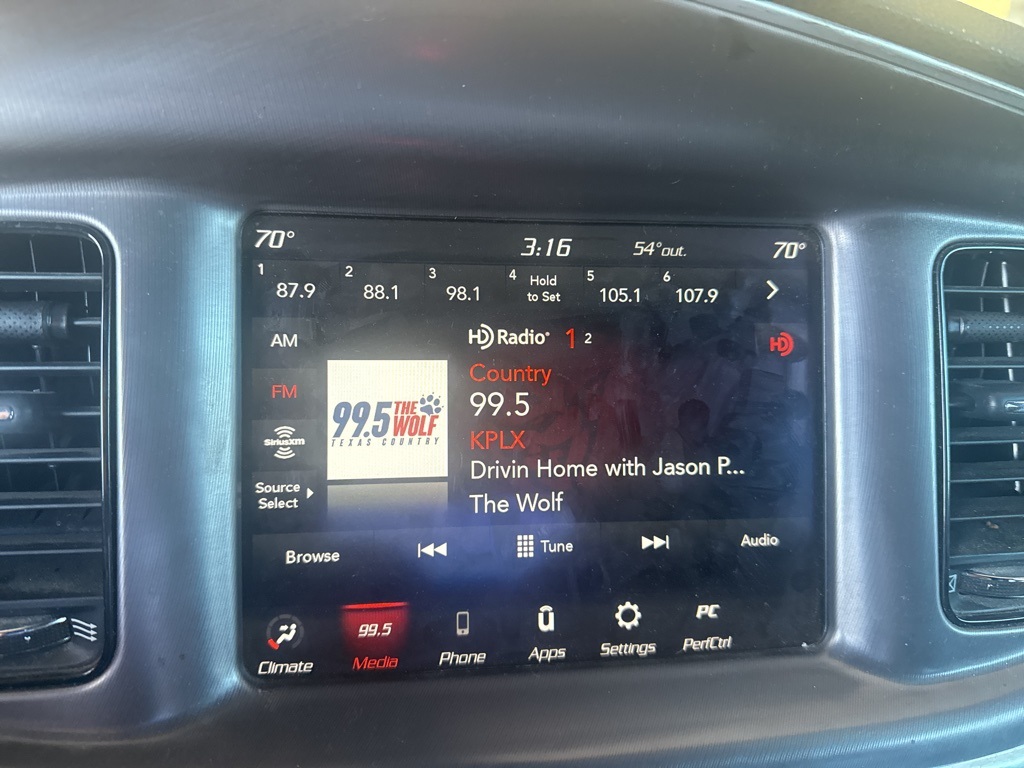 70° 3:16 54°out. 70°
1 87.9 2 88.1 3 98.1 4 Hold to Set 5 105.1 6 107.9
AM
HD Radio 1 2
HD
Country
FM
99.5
99.5 THE WOLF
TEXAS COUNTRY
SiriusXM
KPLX
Drivin Home with Jason P...
Source Select
The Wolf
Browse Tune Audio
Climate
99.5
Media
Phone
Apps
Settings
PC
PerfCtrl